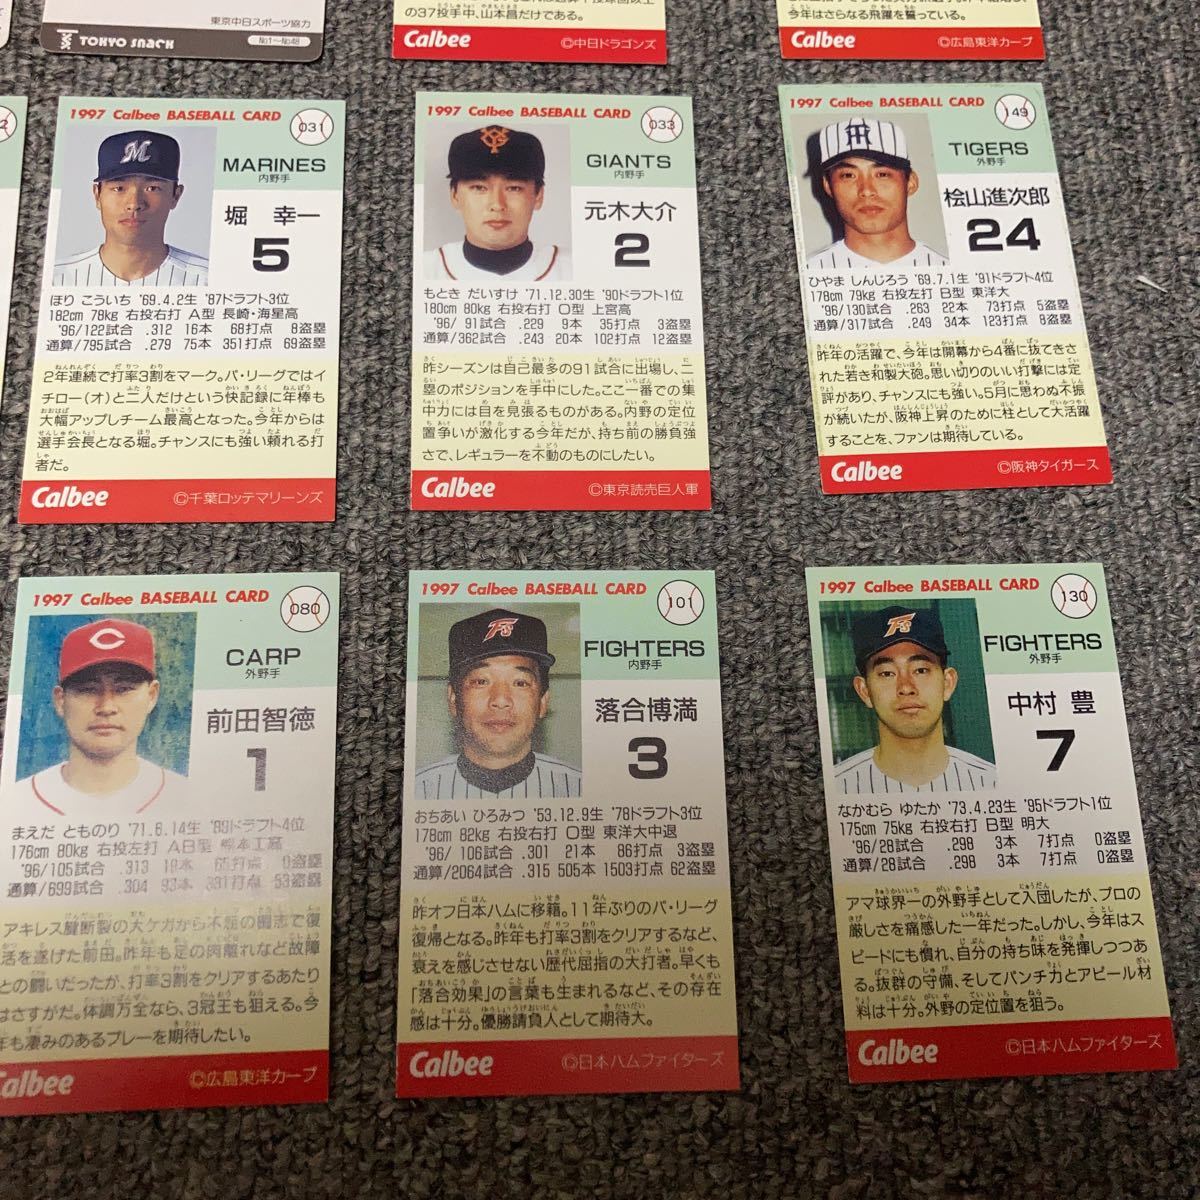 東京中日スポーツ協力
TOKYO SNACK
No1〜No48
の37投手中、山本昌だけである。
Calbee
©中日ドラゴンズ
今年はさらなる飛躍を誓っている。
Calbee
©広島東洋カープ
1997 Calbee BASEBALL CARD
031
MARINES
内野手
堀 幸一
5
ほり こういち '69.4.2生 '87ドラフト3位
182cm 78kg 右投右打 A型 長崎・海星高
'96/122試合 .312 16本 68打点 8盗塁
通算/795試合 .279 75本 351打点 69盗塁
2年連続で打率3割をマーク。パ・リーグではイ
チロー(オ)と二人だけという快記録に年棒も
大幅アップしチーム最高となった。今年からは
選手会長となる堀。チャンスにも強い頼れる打
者だ。
Calbee
©千葉ロッテマリーンズ
1997 Calbee BASEBALL CARD
033
GIANTS
内野手
元木大介
2
もとき だいすけ '71.12.30生 '90ドラフト1位
180cm 80kg 右投右打 O型 上宮高
'96/ 91試合 .229 9本 35打点 3盗塁
通算/362試合 .243 20本 102打点 12盗塁
昨シーズンは自己最多の91試合に出場し、二
塁のポジションを手中にした。ここ一番での集
中力には目を見張るものがある。内野の定位
置争いが激化する今年だが、持ち前の勝負強
さで、レギュラーを不動のものにしたい。
Calbee
©東京読売巨人軍
1997 Calbee BASEBALL CARD
149
TIGERS
外野手
桧山進次郎
24
ひやま しんじろう '69.7.1生 '91ドラフト4位
178cm 79kg 右投左打 B型 東洋大
'96/130試合 .263 22本 73打点 5盗塁
通算/317試合 .249 34本 123打点 8盗塁
昨年の活躍で、今年は開幕から4番に抜てきさ
れた若き和製大砲。思い切りのいい打撃には定
評があり、チャンスにも強い。5月に思わぬ不振
が続いたが、阪神上昇のために柱として大活躍
することを、ファンは期待している。
Calbee
©阪神タイガース
1997 Calbee BASEBALL CARD
080
CARP
外野手
前田智徳
1
まえだ とものり '71.6.14生 '89ドラフト4位
176cm 80kg 右投左打 AB型 熊本工高
'96/105試合 .313 65打点 0盗塁
通算/699試合 .304 93本 331打点 53盗塁
アキレス腱断裂の大ケガから不屈の闘志で復
活を遂げた前田。昨年も足の肉離れなど故障
との闘いだったが、打率3割をクリアするあたり
はさすがだ。体調万全なら、3冠王も狙える。今
年も凄みのあるプレーを期待したい。
Calbee
©広島東洋カープ
1997 Calbee BASEBALL CARD
101
FIGHTERS
内野手
落合博満
3
おちあい ひろみつ '53.12.9生 '78ドラフト3位
178cm 82kg 右投右打 O型 東洋大中退
'96/ 106試合 .301 21本 86打点 3盗塁
通算/2064試合 .315 505本 1503打点 62盗塁
昨オフ日本ハムに移籍。11年ぶりのパ・リーグ
復帰となる。昨年も打率3割をクリアするなど、
衰えを感じさせない歴代屈指の大打者。早くも
「落合効果」の言葉も生まれるなど、その存在
感は十分。優勝請負人として期待大。
Calbee
©日本ハムファイターズ
1997 Calbee BASEBALL CARD
130
FIGHTERS
外野手
中村 豊
7
なかむら ゆたか '73.4.23生 '95ドラフト1位
175cm 75kg 右投右打 B型 明大
'96/28試合 .298 3本 7打点 0盗塁
通算/28試合 .298 3本 7打点 0盗塁
アマ球界一の外野手として入団したが、プロの
厳しさを痛感した一年だった。しかし、今年はス
ピードにも慣れ、自分の持ち味を発揮しつつあ
る。抜群の守備、そしてパンチ力とアピール材
料は十分。外野の定位置を狙う。
Calbee
©日本ハムファイターズ